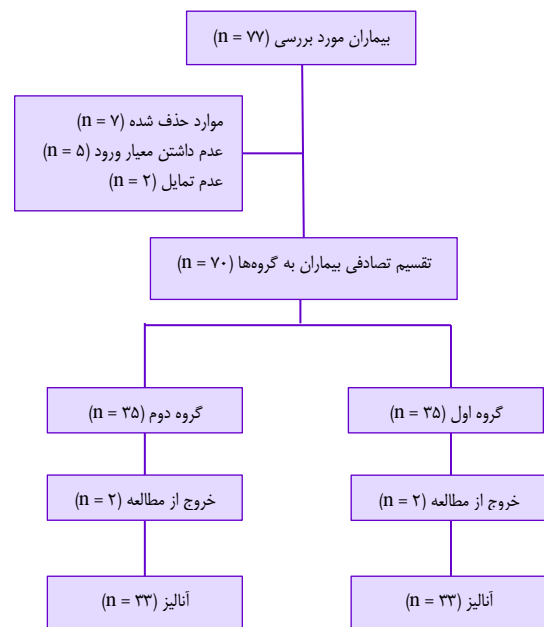 بیماران مورد بررسی (n = ۷۷)
موارد حذف شده (n = ۷)
عدم داشتن معیار ورود (n = ۵)
عدم تمایل (n = ۲)
تقسیم تصادفی بیماران به گروه‌ها (n = ۷۰)
گروه اول (n = ۳۵)
گروه دوم (n = ۳۵)
خروج از مطالعه (n = ۲)
خروج از مطالعه (n = ۲)
آنالیز (n = ۳۳)
آنالیز (n = ۳۳)